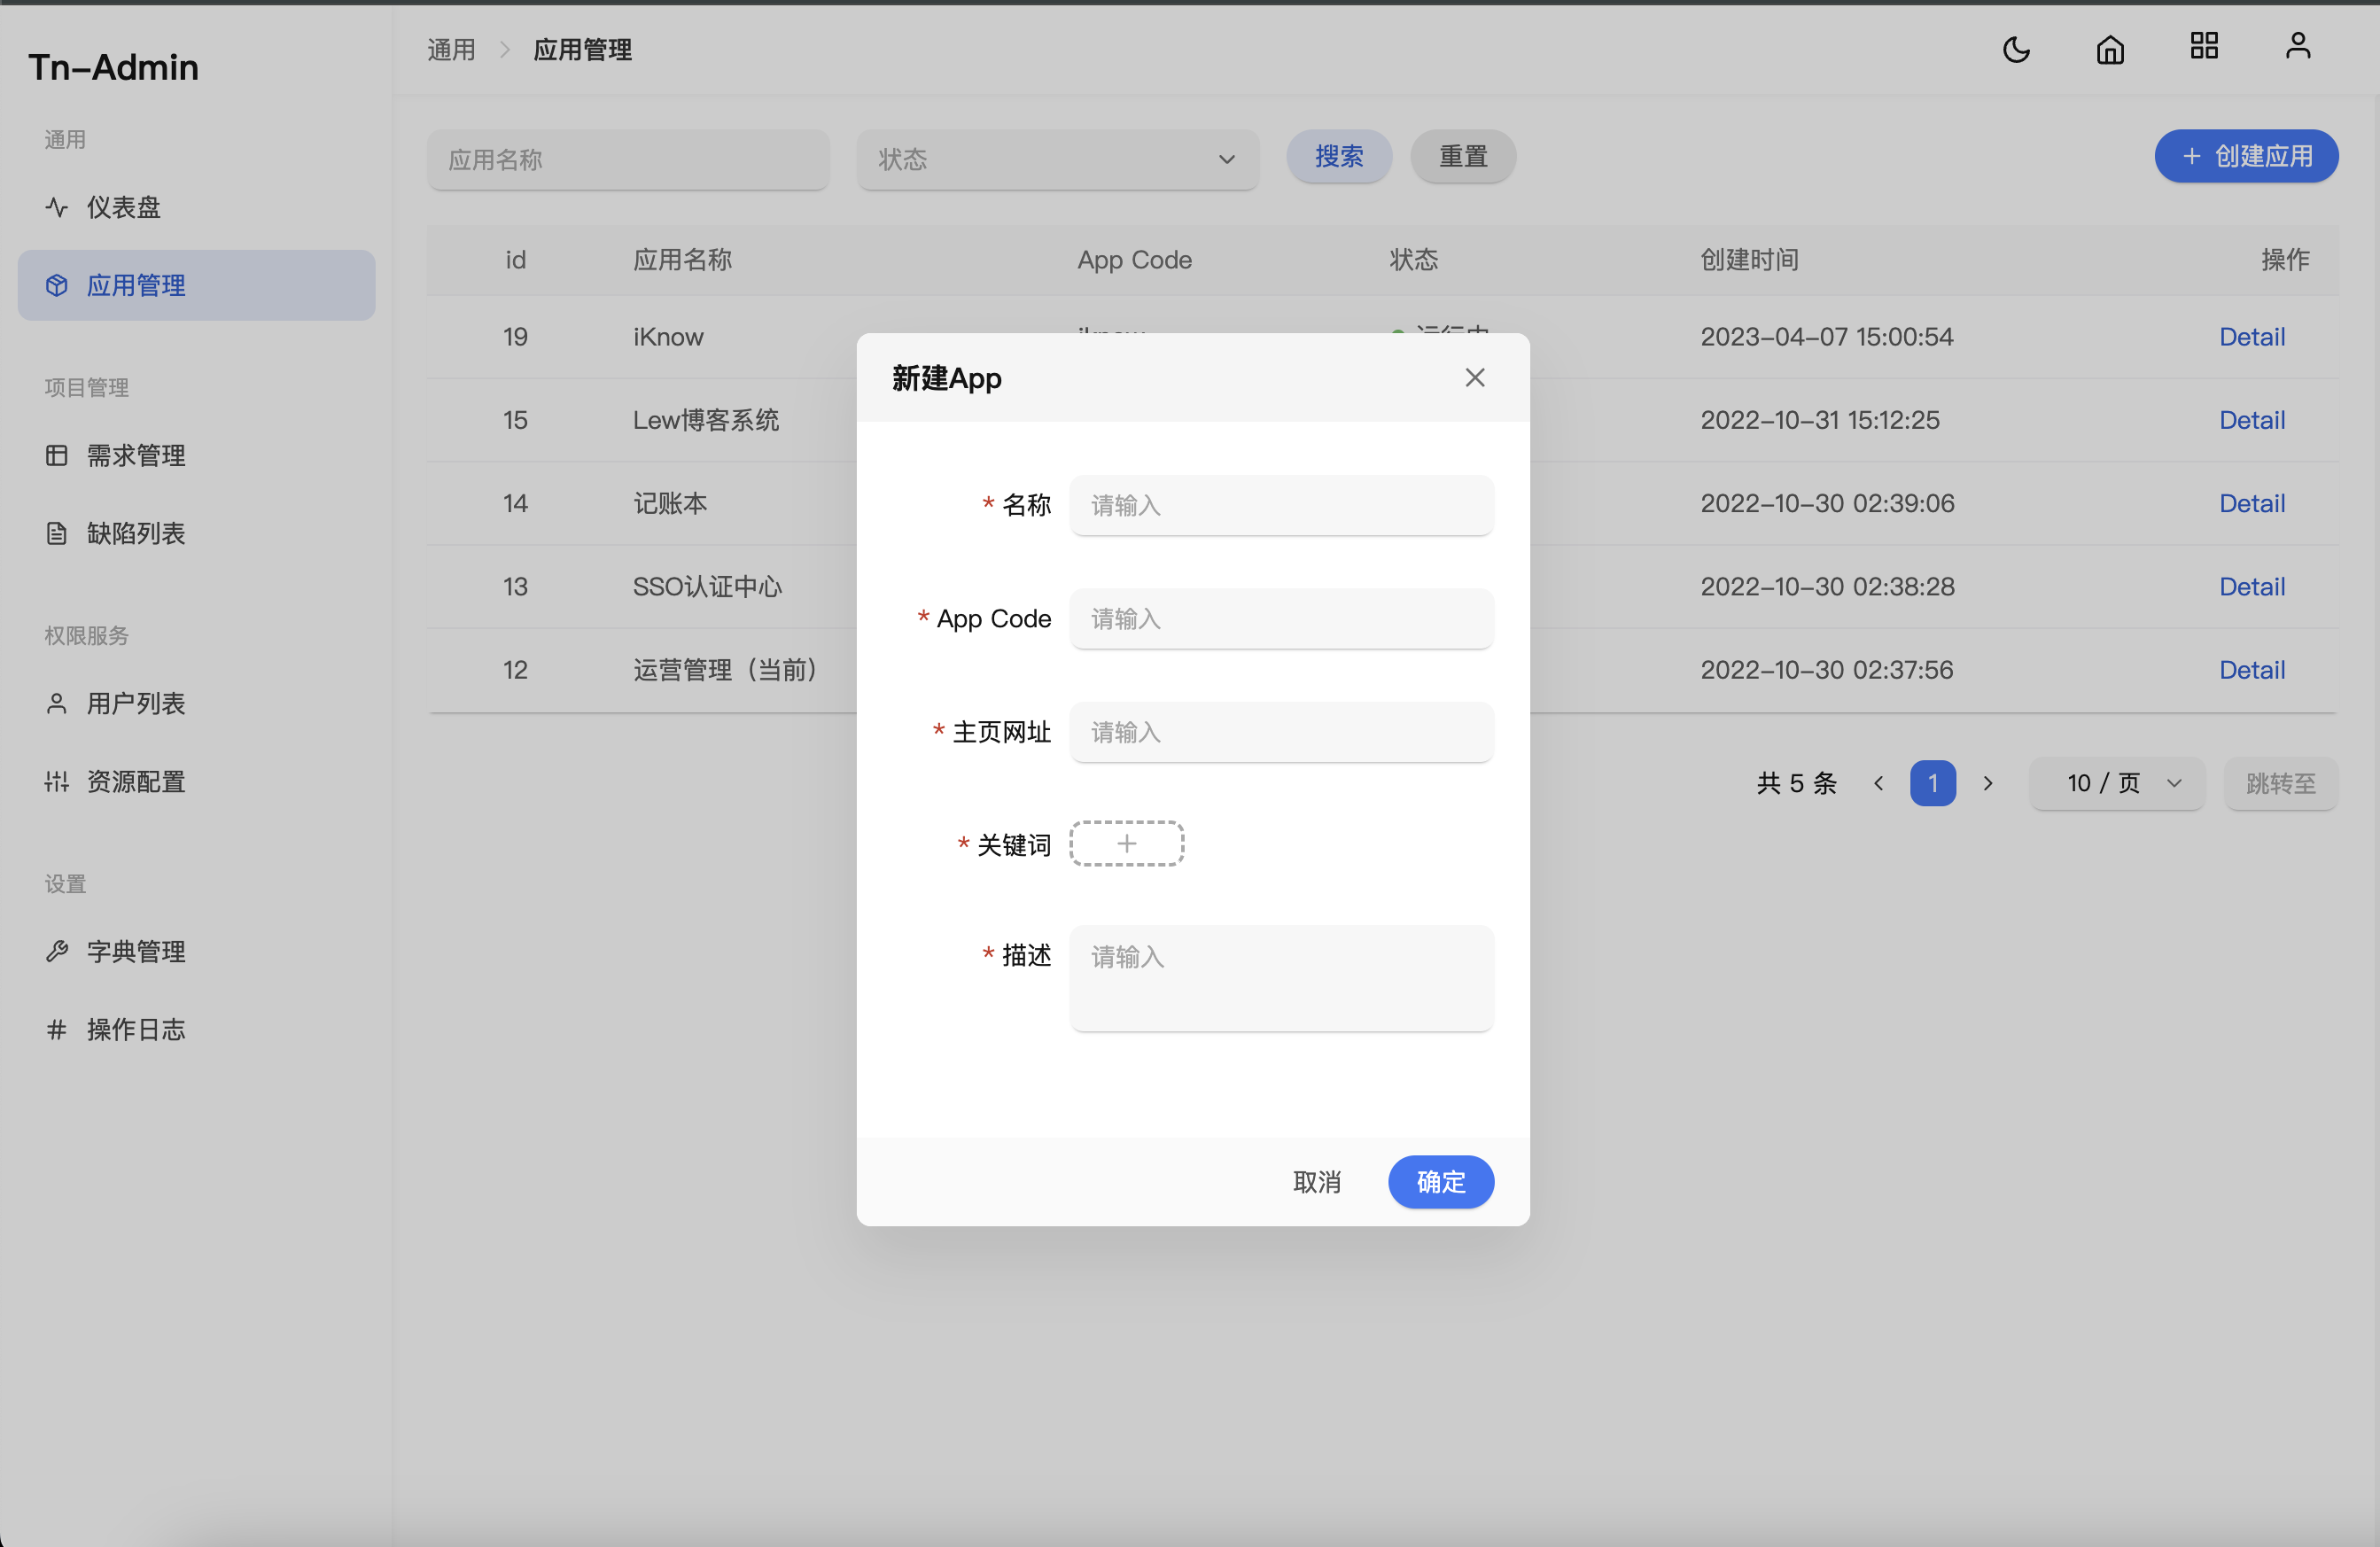 Tn-Admin
通用
仪表盘
应用管理
项目管理
需求管理
缺陷列表
权限服务
用户列表
资源配置
设置
字典管理
操作日志
通用 > 应用管理
应用名称 状态 搜索 重置 + 创建应用
id 应用名称 App Code 状态 创建时间 操作
19 iKnow iknow 运行中 2023-04-07 15:00:54 Detail
15 Lew博客系统 2022-10-31 15:12:25 Detail
14 记账本 2022-10-30 02:39:06 Detail
13 SSO认证中心 2022-10-30 02:38:28 Detail
12 运营管理（当前） 2022-10-30 02:37:56 Detail
共 5 条 < 1 > 10 / 页 跳转至
新建App
* 名称 请输入
* App Code 请输入
* 主页网址 请输入
* 关键词 +
* 描述 请输入
取消 确定